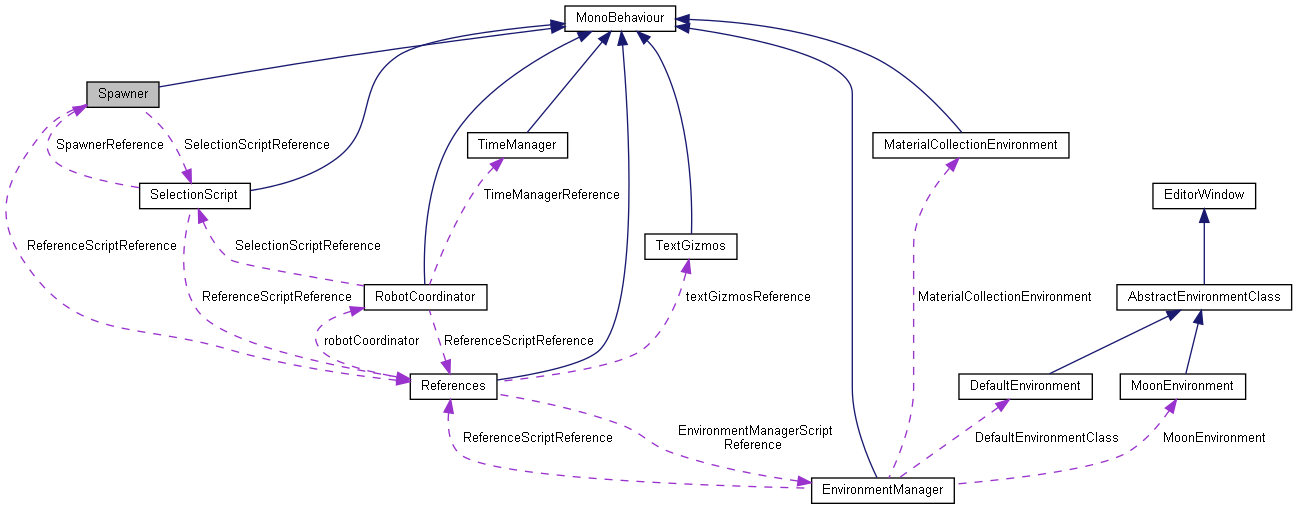 MonoBehaviour
Spawner
SpawnerReference
SelectionScriptReference
TimeManager
MaterialCollectionEnvironment
SelectionScript
TimeManagerReference
EditorWindow
ReferenceScriptReference
SelectionScriptReference
TextGizmos
ReferenceScriptReference
RobotCoordinator
textGizmosReference
MaterialCollectionEnvironment
AbstractEnvironmentClass
robotCoordinator
ReferenceScriptReference
References
DefaultEnvironment
MoonEnvironment
ReferenceScriptReference
EnvironmentManagerScript
Reference
DefaultEnvironmentClass
MoonEnvironment
EnvironmentManager